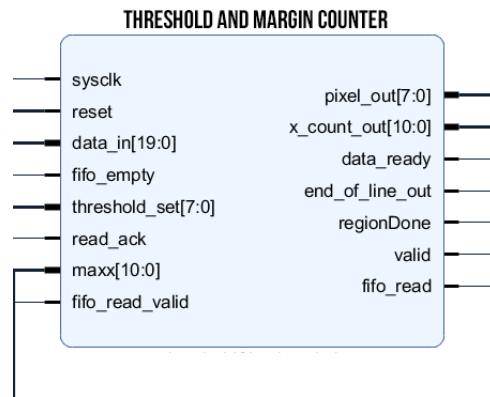 THRESHOLD AND MARGIN COUNTER
sysclk
reset
data_in[19:0]
fifo_empty
threshold_set[7:0]
read_ack
maxx[10:0]
fifo_read_valid
pixel_out[7:0]
x_count_out[10:0]
data_ready
end_of_line_out
regionDone
valid
fifo_read